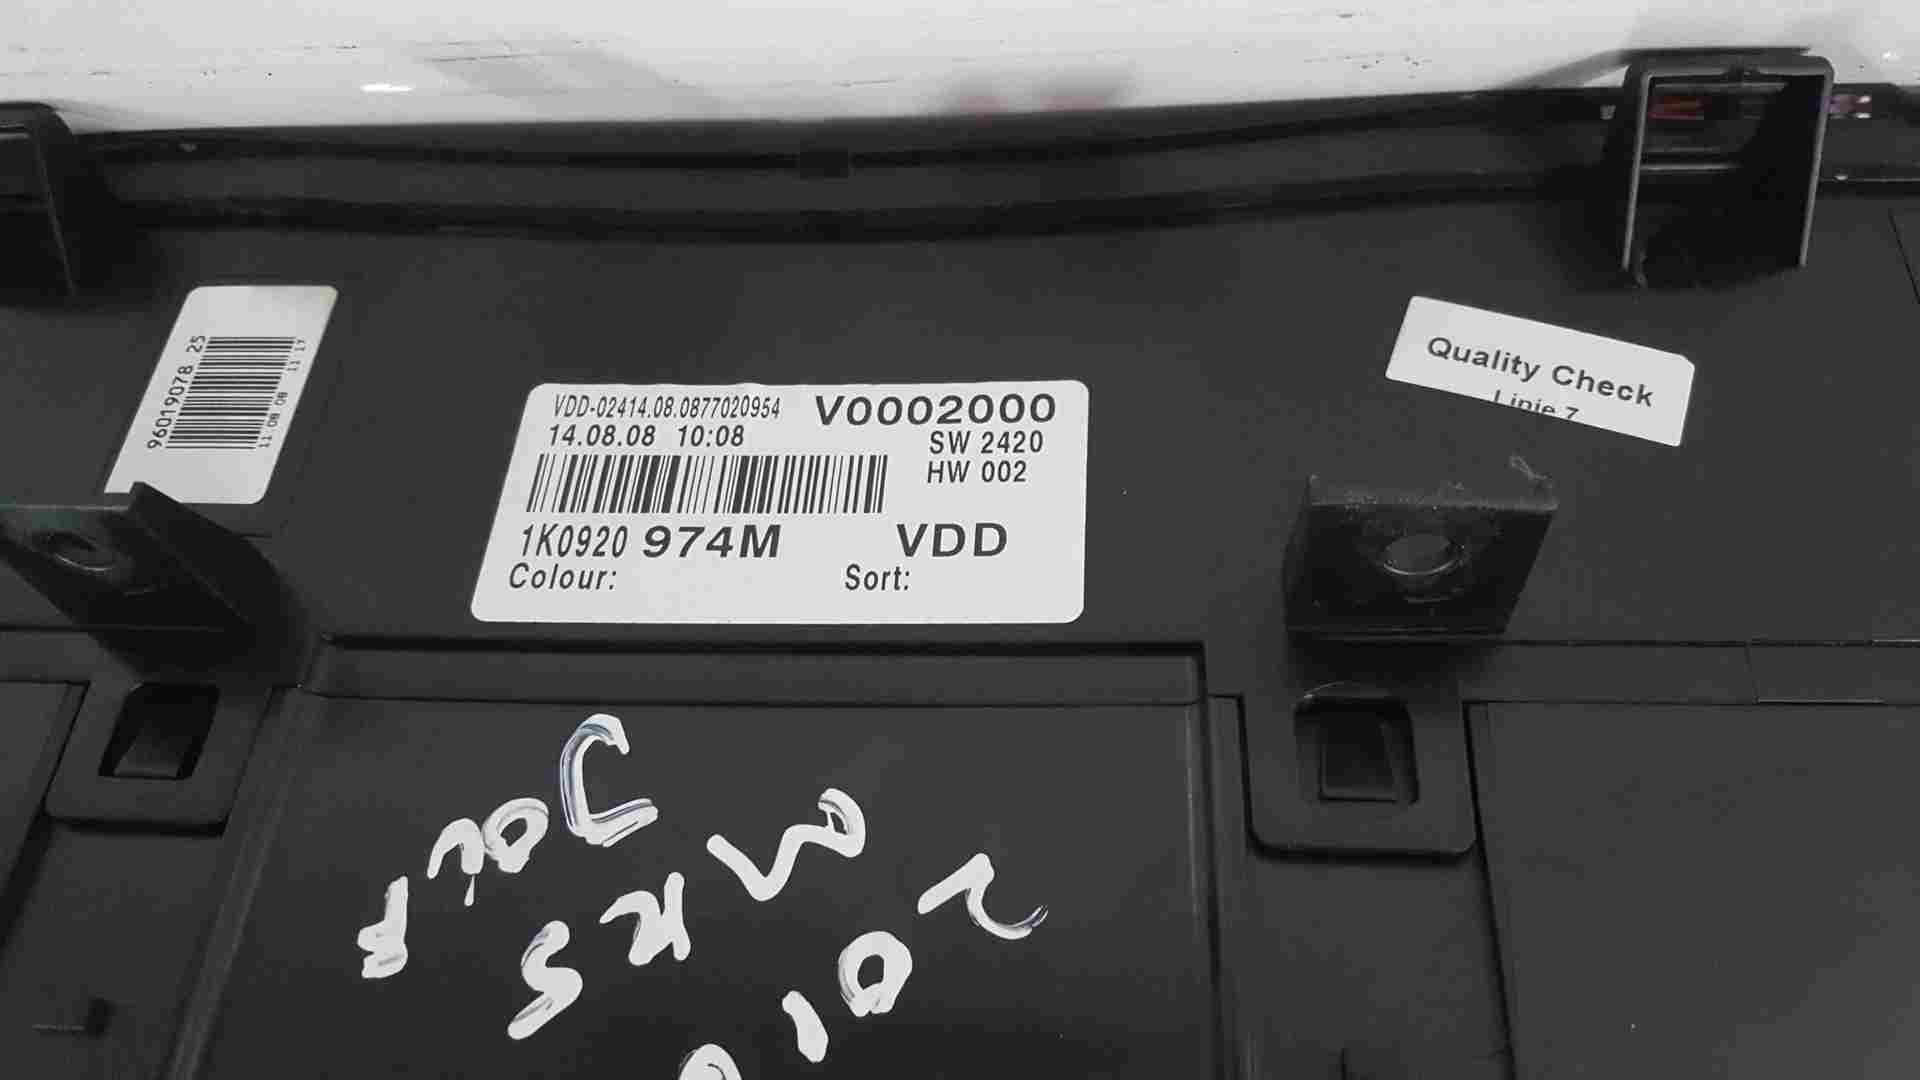 96019078 25
11:08 08 11 17
VDD-02414.08.0877020954
V0002000
14.08.08 10:08
SW 2420
HW 002
1K0920 974M
VDD
Colour:
Sort:
Quality Check
Linie 7
MK5